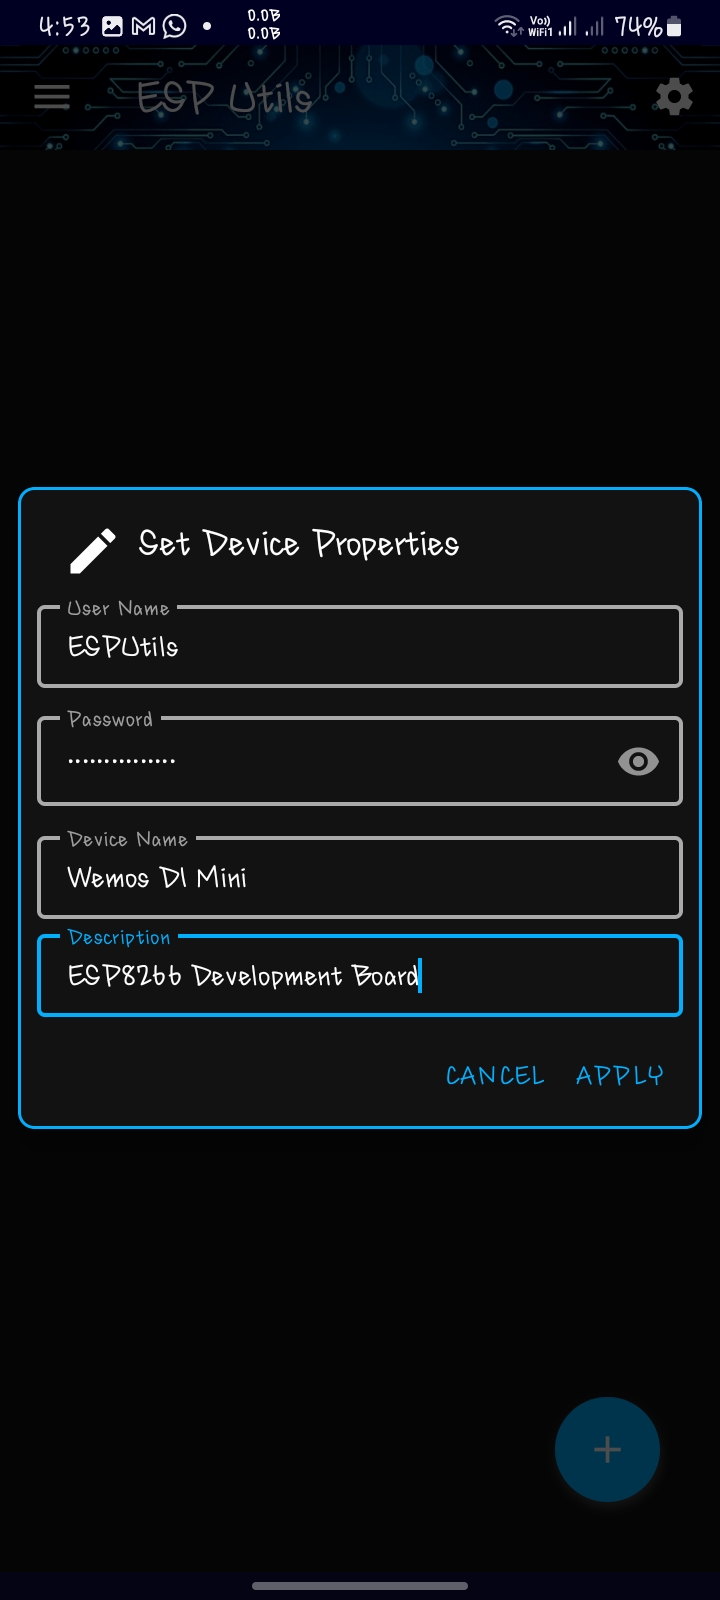 4:53
0.0B
0.0B
Vo))
WiFi1
74%
ESP Utils
Set Device Properties
User Name
ESPUtils
Password
•••••••••••••••
Device Name
Wemos D1 Mini
Description
ESP8266 Development Board
CANCEL APPLY